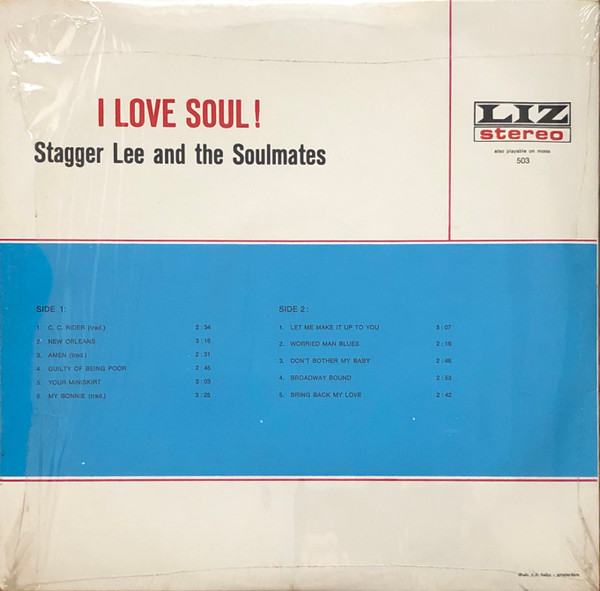 I LOVE SOUL!
Stagger Lee and the Soulmates
LIZ
stereo
also playable on mono
503
SIDE 1:
1. C. C. RIDER (trad.) 2:34
2. NEW ORLEANS 3:16
3. AMEN (trad.) 2:31
4. GUILTY OF BEING POOR 2:45
5. YOUR MINISKIRT 3:03
6. MY BONNIE (trad.) 3:25
SIDE 2:
1. LET ME MAKE IT UP TO YOU 3:07
2. WORRIED MAN BLUES 2:18
3. DON'T BOTHER MY BABY 2:46
4. BROADWAY BOUND 2:53
5. BRING BACK MY LOVE 2:42
amsterdam